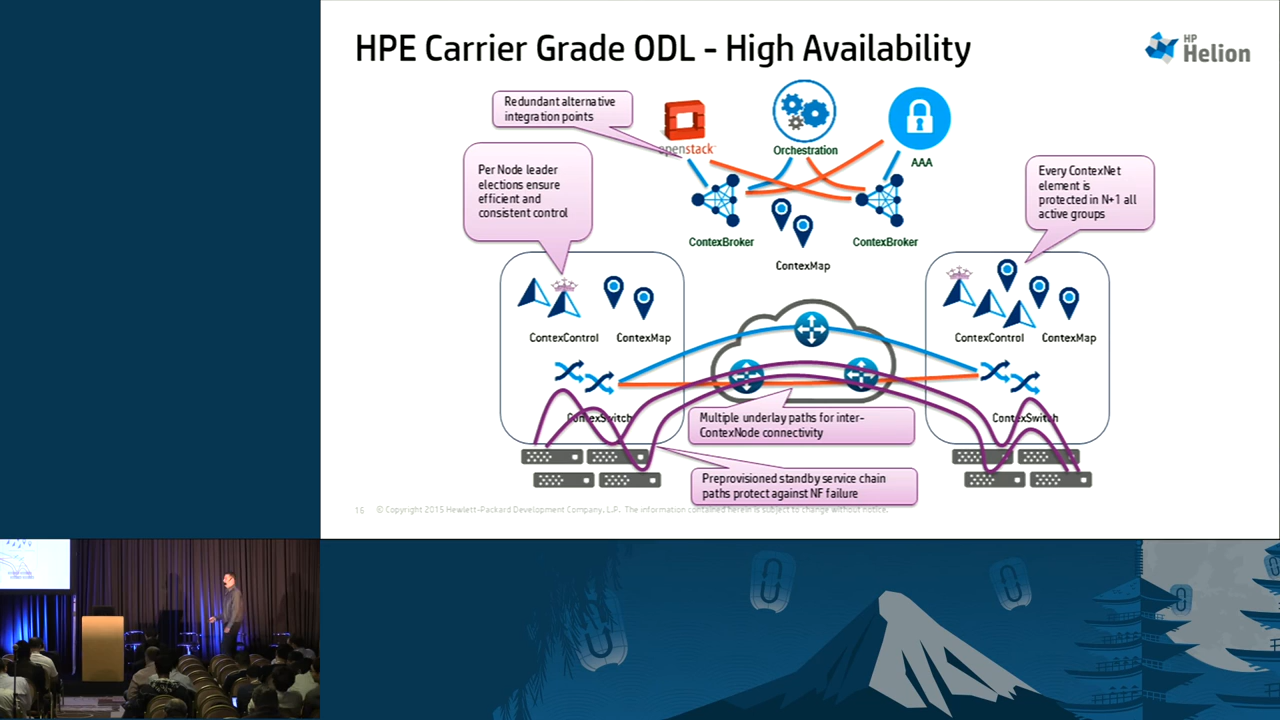 HPE Carrier Grade ODL - High Availability
HP
Helion
Redundant alternative
integration points
openstack
Orchestration
AAA
Per Node leader
elections ensure
efficient and
consistent control
Every ContexNet
element is
protected in N+1 all
active groups
ContexBroker
ContexBroker
ContexMap
ContexControl
ContexMap
ContexControl
ContexMap
ContexSwitch
ContexSwitch
Multiple underlay paths for inter-
ContexNode connectivity
Preprovisioned standby service chain
paths protect against NF failure
16 © Copyright 2015 Hewlett-Packard Development Company, L.P. The information contained herein is subject to change without notice.